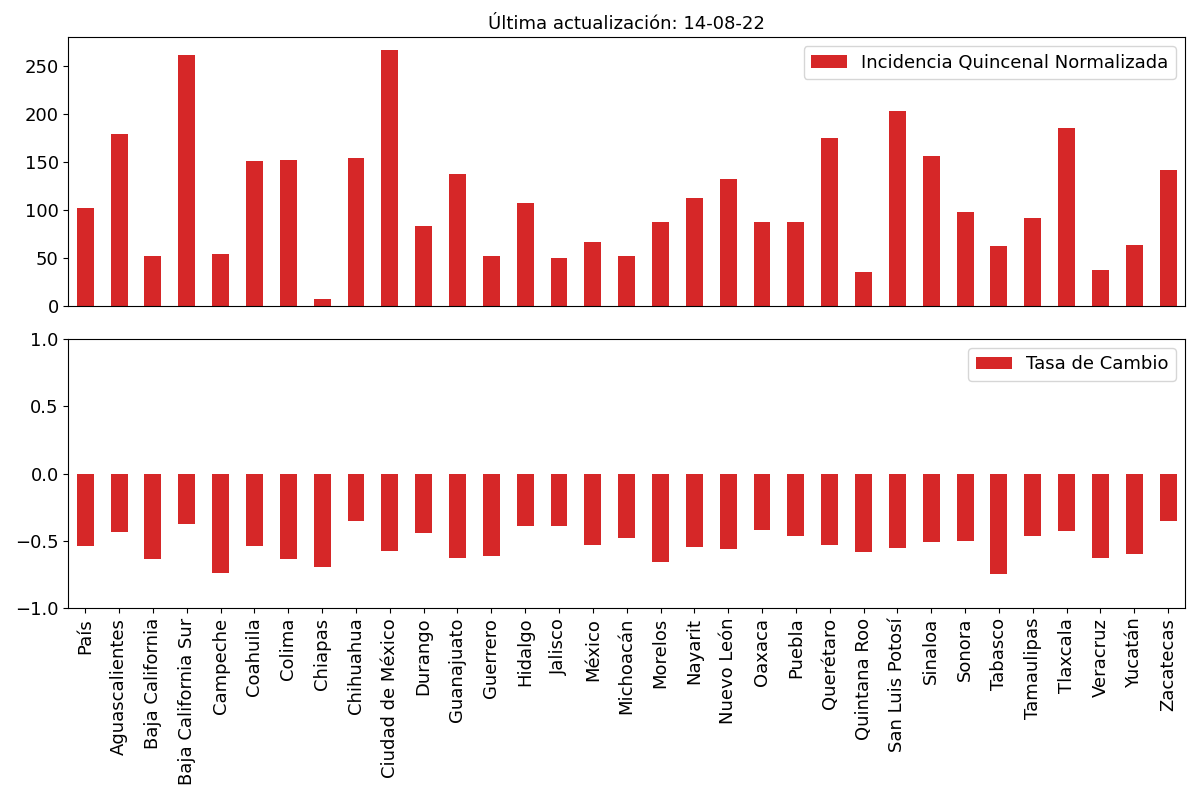 Última actualización: 14-08-22
250
200
150
100
50
0
Incidencia Quincenal Normalizada
1.0
0.5
0.0
−0.5
−1.0
Tasa de Cambio
País
Aguascalientes
Baja California
Baja California Sur
Campeche
Coahuila
Colima
Chiapas
Chihuahua
Ciudad de México
Durango
Guanajuato
Guerrero
Hidalgo
Jalisco
México
Michoacán
Morelos
Nayarit
Nuevo León
Oaxaca
Puebla
Querétaro
Quintana Roo
San Luis Potosí
Sinaloa
Sonora
Tabasco
Tamaulipas
Tlaxcala
Veracruz
Yucatán
Zacatecas